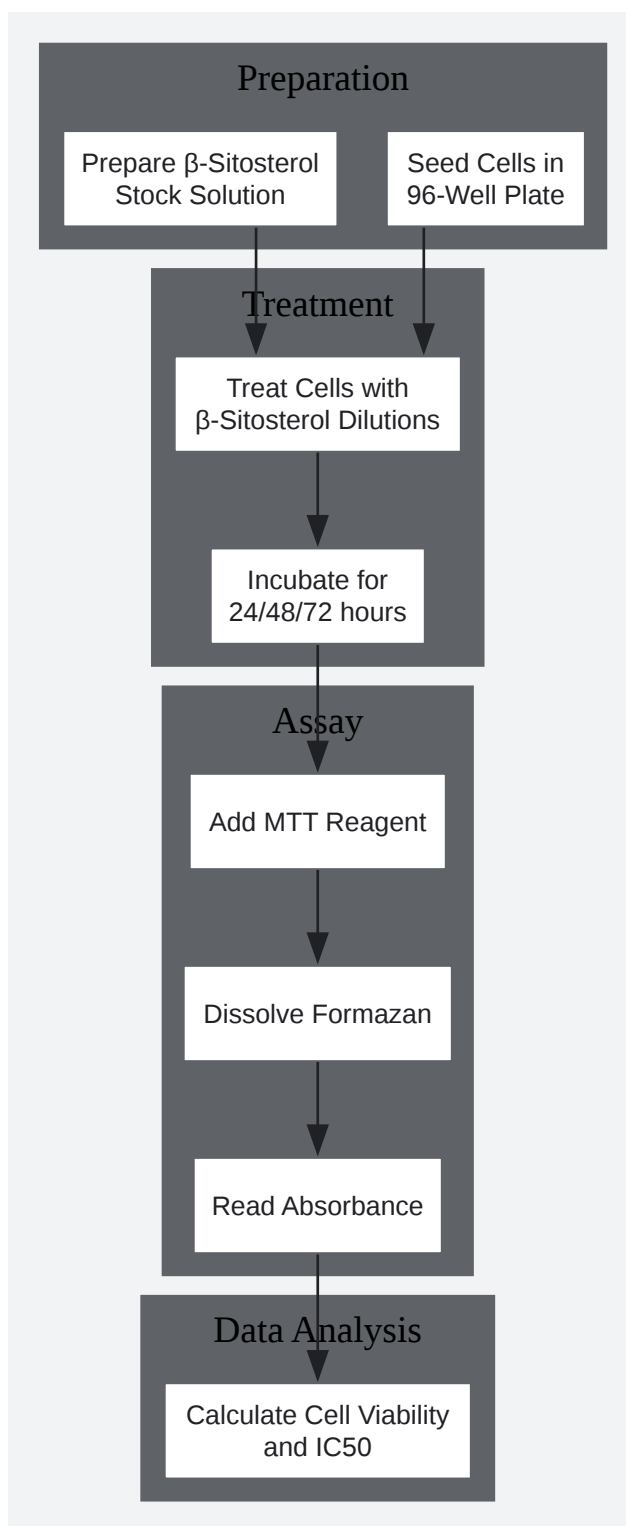 Preparation
Prepare β-Sitosterol
Stock Solution
Seed Cells in
96-Well Plate
Treatment
Treat Cells with
β-Sitosterol Dilutions
Incubate for
24/48/72 hours
Assay
Add MTT Reagent
Dissolve Formazan
Read Absorbance
Data Analysis
Calculate Cell Viability
and IC50